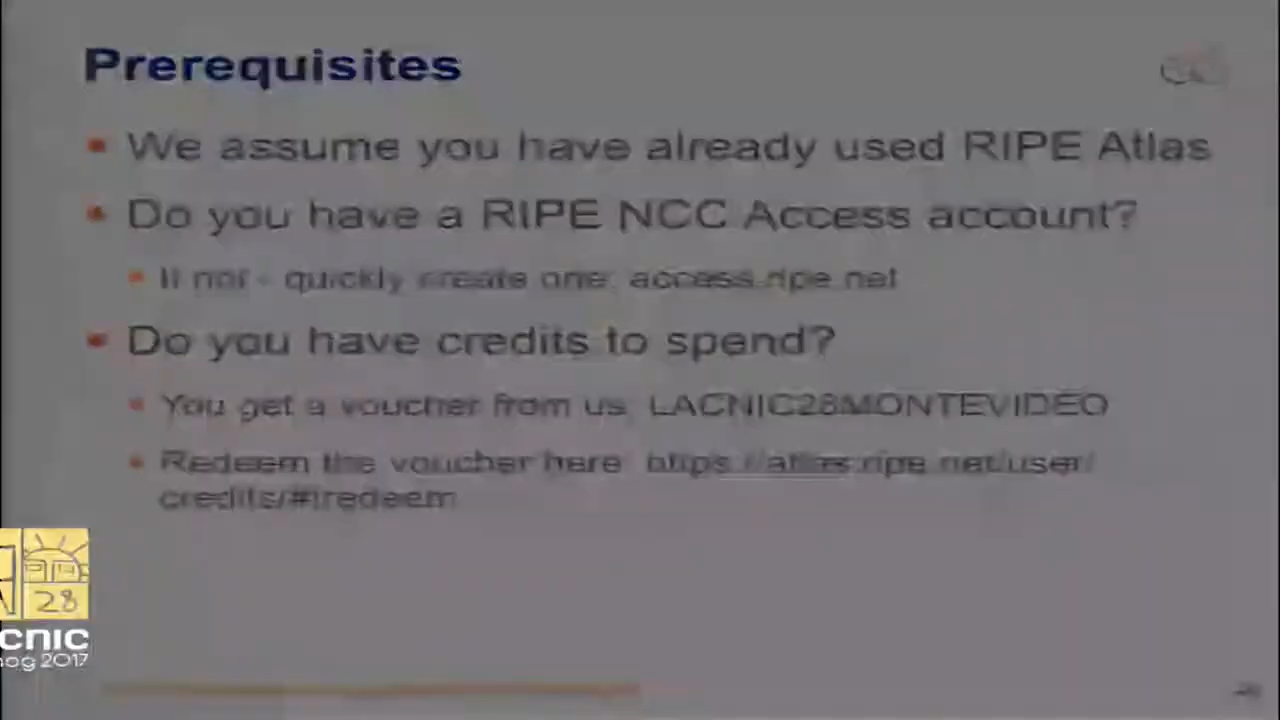 Prerequisites
We assume you have already used RIPE Atlas
Do you have a RIPE NCC Access account?
If not - quickly create one: access.ripe.net
Do you have credits to spend?
You get a voucher from us: LACNIC28MONTEVIDEO
Redeem the voucher here: https://atlas.ripe.net/user/
credits/#!redeem
28
cnic
nog 2017